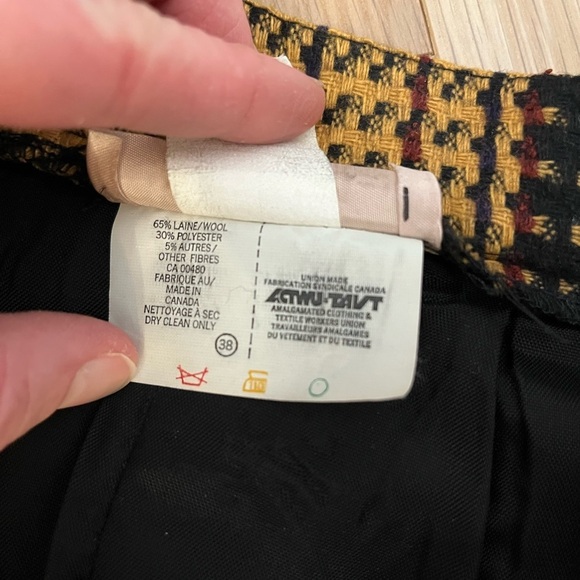 65% LAINE/WOOL
30% POLYESTER
5% AUTRES/
OTHER FIBRES
CA 00480
FABRIQUE AU/
MADE IN
CANADA
NETTOYAGE À SEC
DRY CLEAN ONLY
38
UNION MADE
FABRICATION SYNDICALE CANADA
ACTWU-TAVT
AMALGAMATED CLOTHING &
TEXTILE WORKERS UNION
TRAVAILLEURS AMALGAMES
DU VETEMENT ET DU TEXTILE